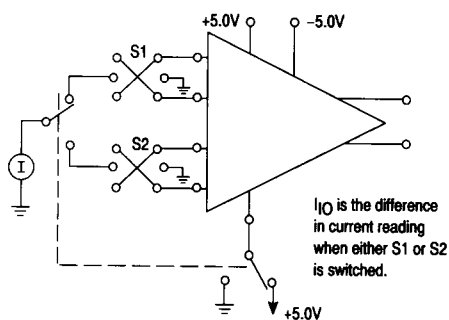 +5.0V
−5.0V
S1
S2
I
I_IO is the difference
in current reading
when either S1 or S2
is switched.
+5.0V